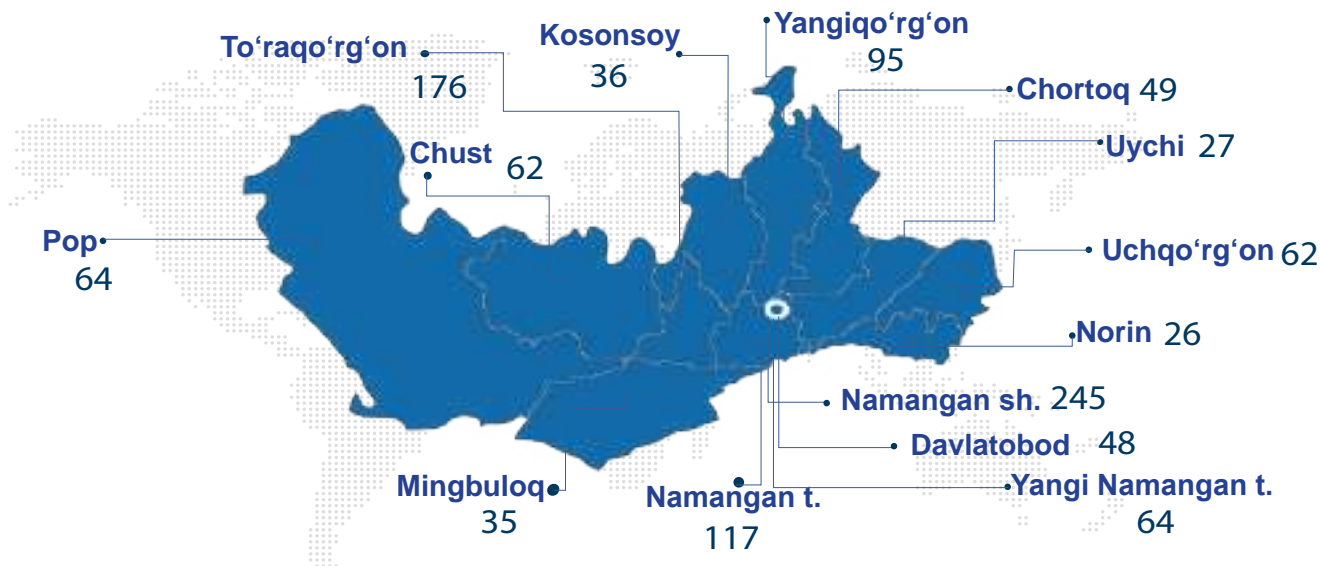 Yangiqo‘rg‘on
95
Kosonsoy
36
To‘raqo‘rg‘on
176
Chortoq 49
Uychi 27
Chust 62
Pop
64
Uchqo‘rg‘on 62
Norin 26
Namangan sh. 245
Davlatobod 48
Mingbuloq
35
Namangan t.
117
Yangi Namangan t.
64